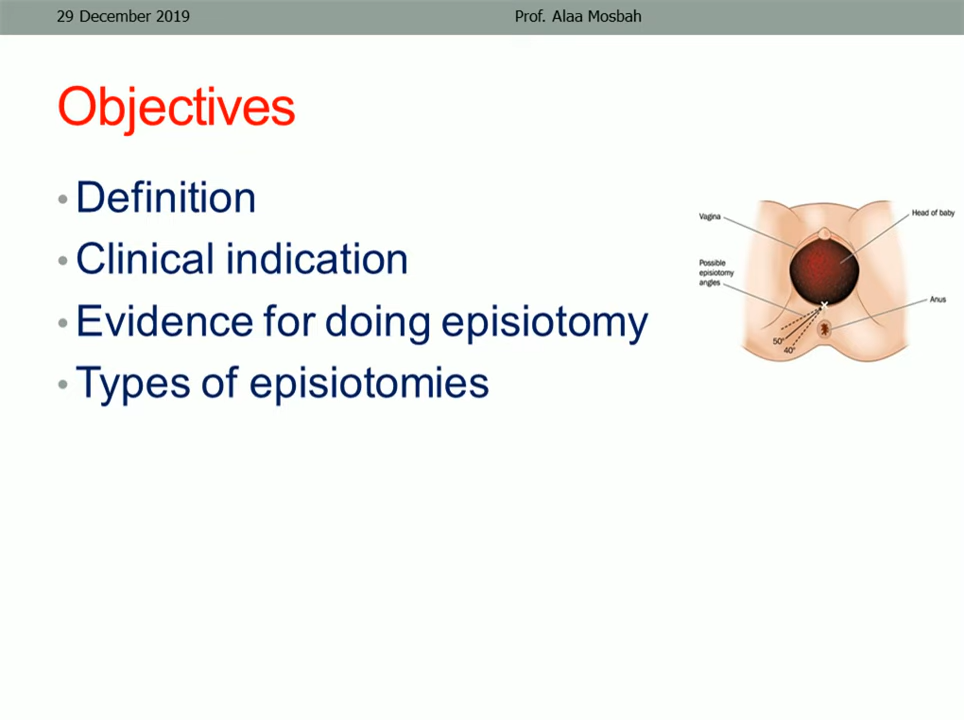 29 December 2019
Prof. Alaa Mosbah
Objectives
• Definition
• Clinical indication
• Evidence for doing episiotomy
• Types of episiotomies
Vagina
Head of baby
Possible
episiotomy
angles
Anus
50°
40°